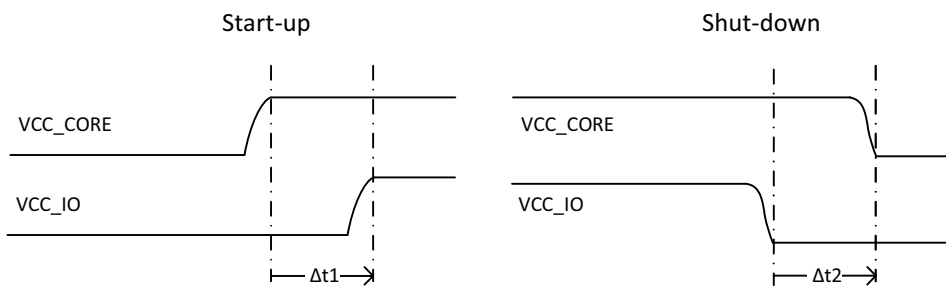 Start-up
Shut-down
VCC_CORE
VCC_CORE
VCC_IO
VCC_IO
Δt1
Δt2